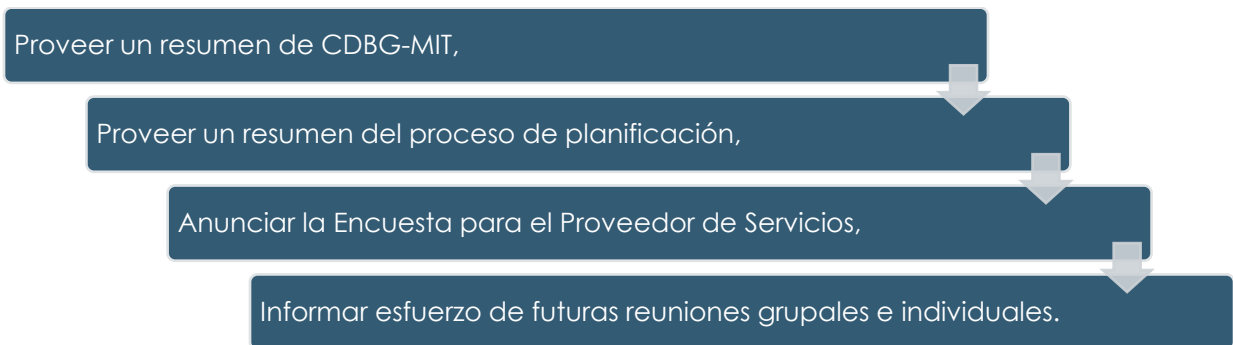 Proveer un resumen de CDBG-MIT,
Proveer un resumen del proceso de planificación,
Anunciar la Encuesta para el Proveedor de Servicios,
Informar esfuerzo de futuras reuniones grupales e individuales.